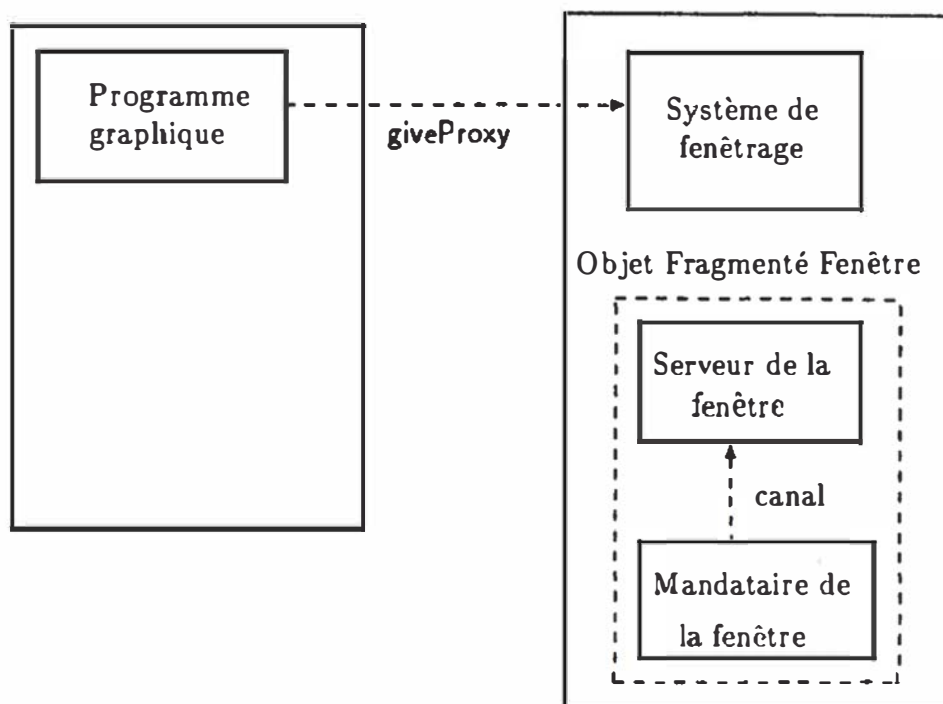 Programme
graphique
giveProxy
Système de
fenêtrage
Objet Fragmenté Fenêtre
Serveur de la
fenêtre
canal
Mandataire de
la fenêtre